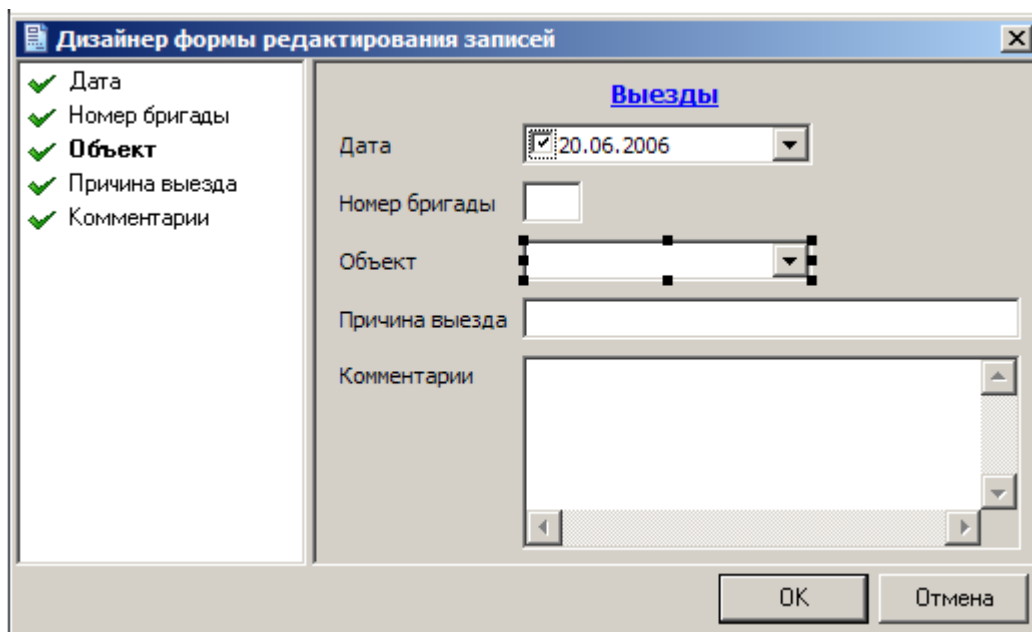 Дизайнер формы редактирования записей
Дата
Номер бригады
Объект
Причина выезда
Комментарии
Выезды
Дата
20.06.2006
Номер бригады
Объект
Причина выезда
Комментарии
OK
Отмена